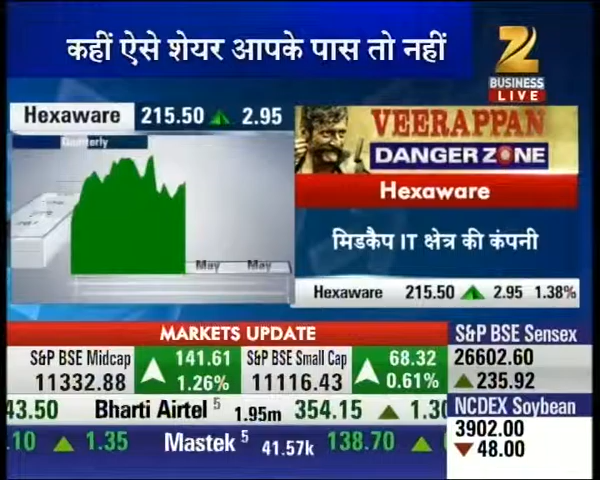 कहीं ऐसे शेयर आपके पास तो नहीं
Z
BUSINESS
LIVE
Hexaware 215.50 ▲ 2.95
Quarterly
May May
VEERAPPAN
DANGER ZONE
Hexaware
मिडकैप IT क्षेत्र की कंपनी
Hexaware 215.50 ▲ 2.95 1.38%
MARKETS UPDATE
S&P BSE Midcap ▲ 141.61 S&P BSE Small Cap ▲ 68.32
11332.88 1.26% 11116.43 0.61%
S&P BSE Sensex
26602.60
▲ 235.92
43.50 Bharti Airtel 5 1.95m 354.15 ▲ 1.30
.10 ▲ 1.35 Mastek 5 41.57k 138.70 ▲
NCDEX Soybean
3902.00
▼ 48.00